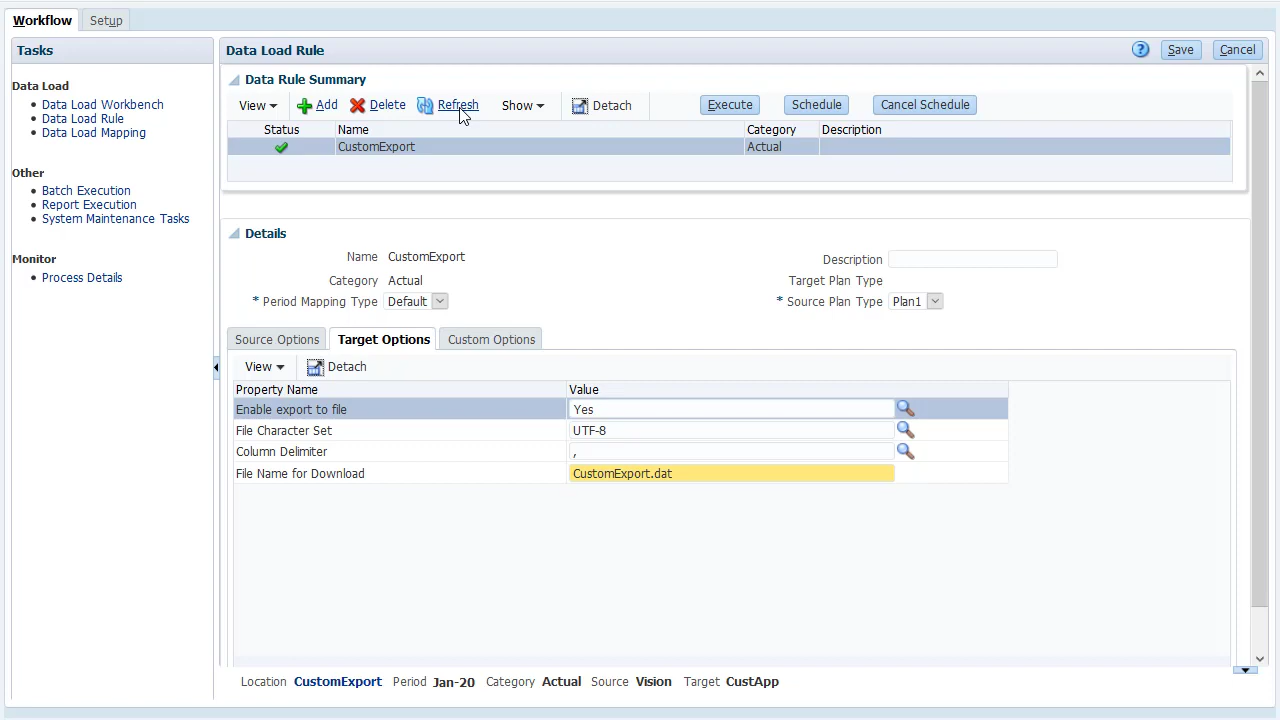 Workflow Setup
Tasks
Data Load
Data Load Workbench
Data Load Rule
Data Load Mapping
Other
Batch Execution
Report Execution
System Maintenance Tasks
Monitor
Process Details
Data Load Rule ? Save Cancel
Data Rule Summary
View Add Delete Refresh Show Detach Execute Schedule Cancel Schedule
Status Name Category Description
CustomExport Actual
Details
Name CustomExport Description
Category Actual Target Plan Type
* Period Mapping Type Default * Source Plan Type Plan1
Source Options Target Options Custom Options
View Detach
Property Name Value
Enable export to file Yes
File Character Set UTF-8
Column Delimiter ,
File Name for Download CustomExport.dat
Location CustomExport Period Jan-20 Category Actual Source Vision Target CustApp